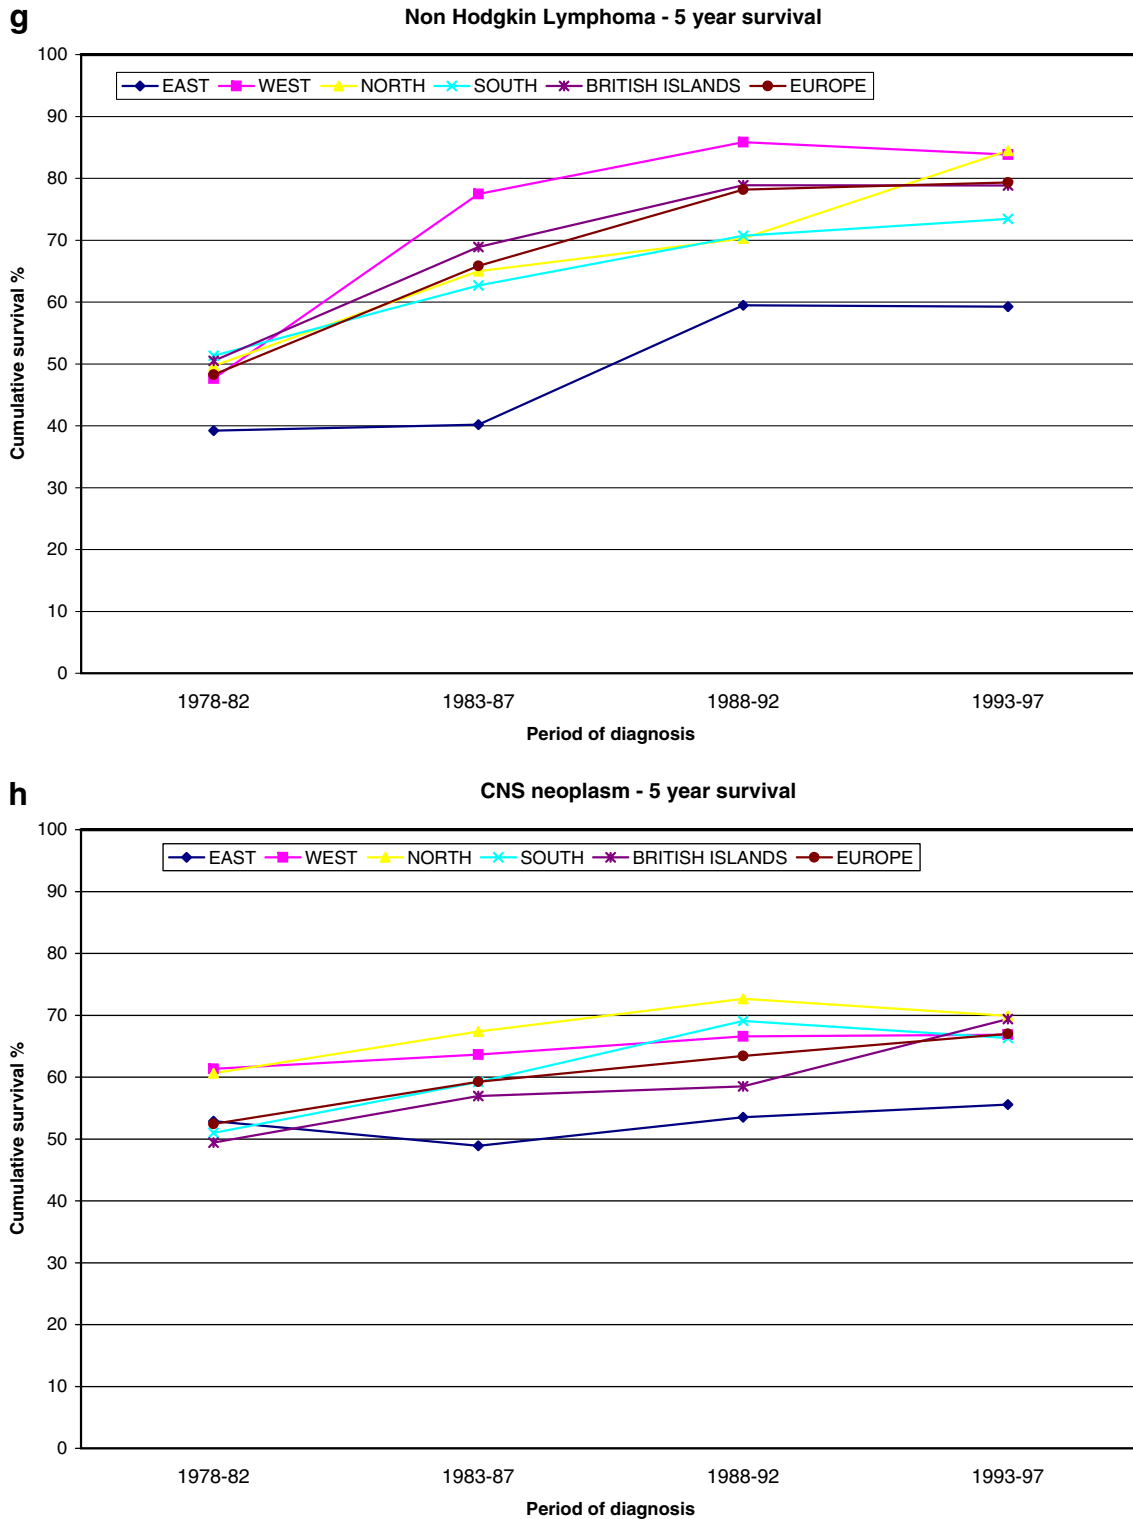 g
Non Hodgkin Lymphoma - 5 year survival
100
EAST WEST NORTH SOUTH BRITISH ISLANDS EUROPE
90
80
70
60
50
40
30
20
10
0
Cumulative survival %
1978-82 1983-87 1988-92 1993-97
Period of diagnosis
h
CNS neoplasm - 5 year survival
100
EAST WEST NORTH SOUTH BRITISH ISLANDS EUROPE
90
80
70
60
50
40
30
20
10
0
Cumulative survival %
1978-82 1983-87 1988-92 1993-97
Period of diagnosis